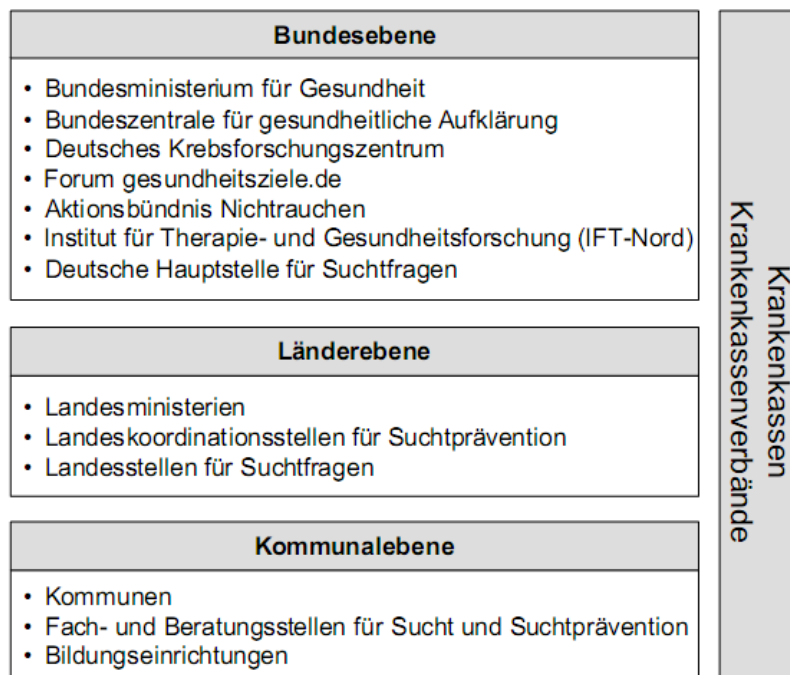 Bundesebene
• Bundesministerium für Gesundheit
• Bundeszentrale für gesundheitliche Aufklärung
• Deutsches Krebsforschungszentrum
• Forum gesundheitsziele.de
• Aktionsbündnis Nichtrauchen
• Institut für Therapie- und Gesundheitsforschung (IFT-Nord)
• Deutsche Hauptstelle für Suchtfragen
Länderebene
• Landesministerien
• Landeskoordinationsstellen für Suchtprävention
• Landesstellen für Suchtfragen
Kommunalebene
• Kommunen
• Fach- und Beratungsstellen für Sucht und Suchtprävention
• Bildungseinrichtungen
Krankenkassen
Krankenkassenverbände